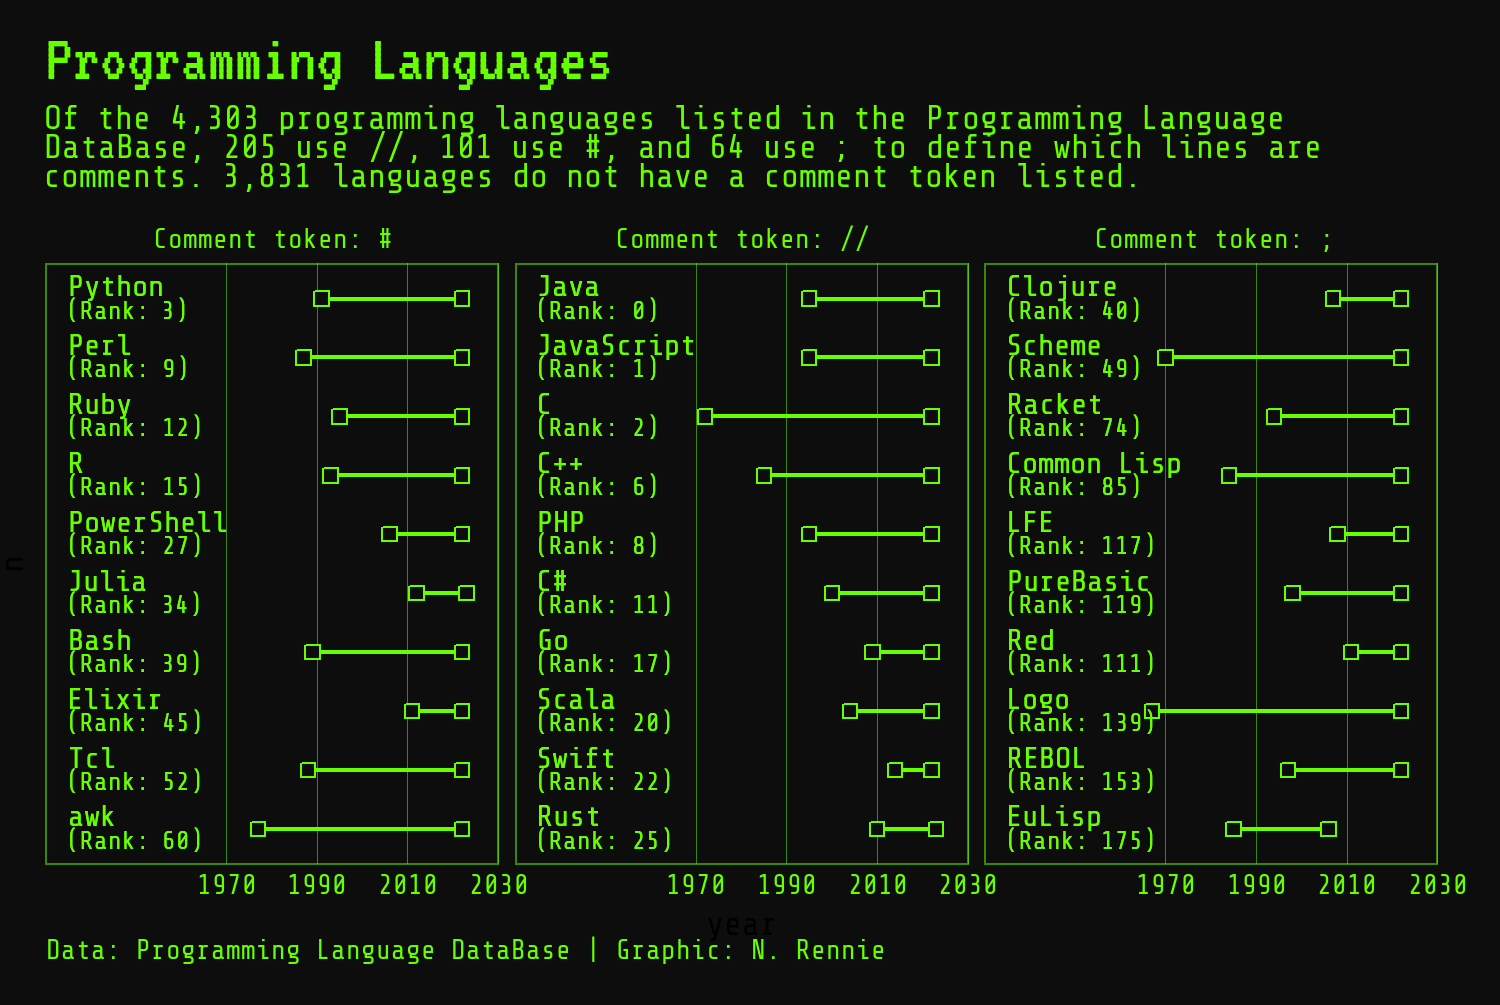 Programming Languages
Of the 4,303 programming languages listed in the Programming Language
DataBase, 205 use //, 101 use #, and 64 use ; to define which lines are
comments. 3,831 languages do not have a comment token listed.
Comment token: #
Python
(Rank: 3)
Perl
(Rank: 9)
Ruby
(Rank: 12)
R
(Rank: 15)
PowerShell
(Rank: 27)
Julia
(Rank: 34)
Bash
(Rank: 39)
Elixir
(Rank: 45)
Tcl
(Rank: 52)
awk
(Rank: 60)
1970 1990 2010 2030
Comment token: //
Java
(Rank: 0)
JavaScript
(Rank: 1)
C
(Rank: 2)
C++
(Rank: 6)
PHP
(Rank: 8)
C#
(Rank: 11)
Go
(Rank: 17)
Scala
(Rank: 20)
Swift
(Rank: 22)
Rust
(Rank: 25)
1970 1990 2010 2030
Comment token: ;
Clojure
(Rank: 40)
Scheme
(Rank: 49)
Racket
(Rank: 74)
Common Lisp
(Rank: 85)
LFE
(Rank: 117)
PureBasic
(Rank: 119)
Red
(Rank: 111)
Logo
(Rank: 139)
REBOL
(Rank: 153)
EuLisp
(Rank: 175)
1970 1990 2010 2030
n
year
Data: Programming Language DataBase | Graphic: N. Rennie